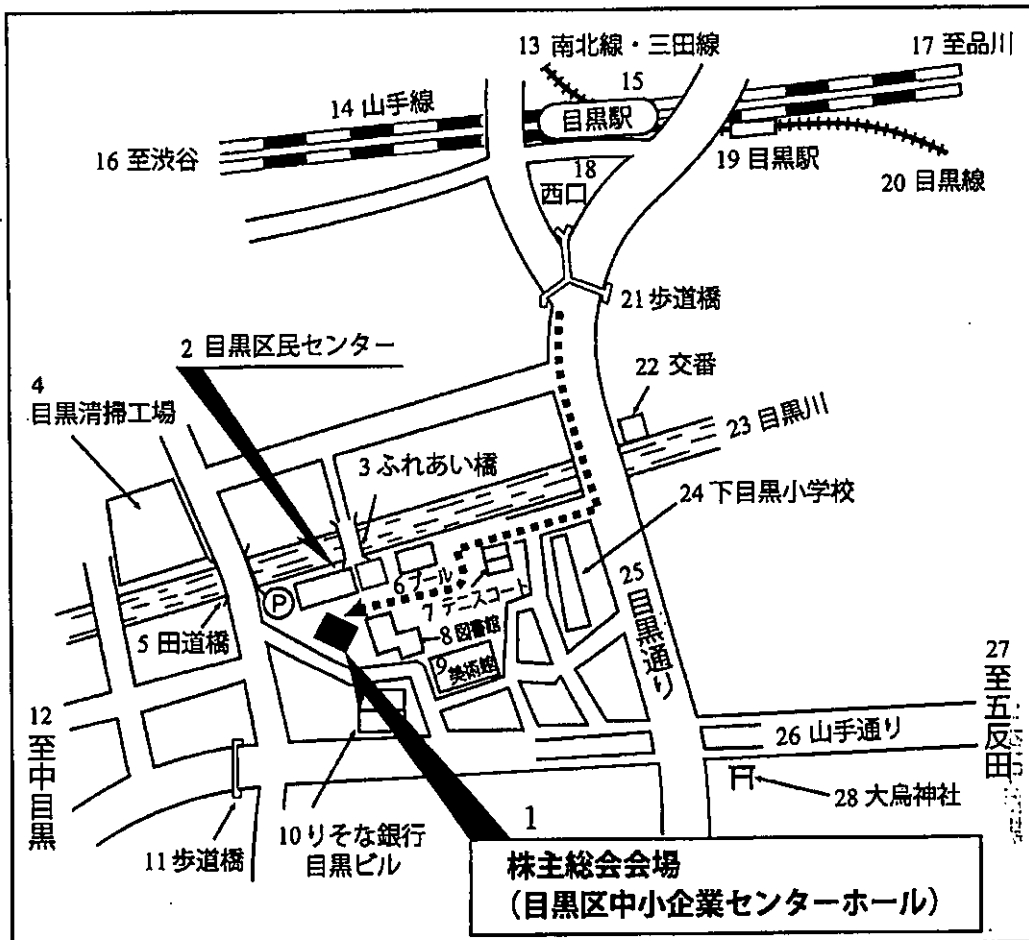 13 南北線・三田線
17 至品川
15
目黒駅
14 山手線
16 至渋谷
18
西口
19 目黒駅
20 目黒線
21 歩道橋
2 目黒区民センター
22 交番
4
目黒清掃工場
23 目黒川
3 ふれあい橋
24 下目黒小学校
6 プール
7 テニスコート
25
目黒通り
P
8 図書館
5 田道橋
9 美術館
27
至五反田
12
至中目黒
26 山手通り
28 大鳥神社
10 りそな銀行
目黒ビル
11 歩道橋
1
株主総会会場
（目黒区中小企業センターホール）